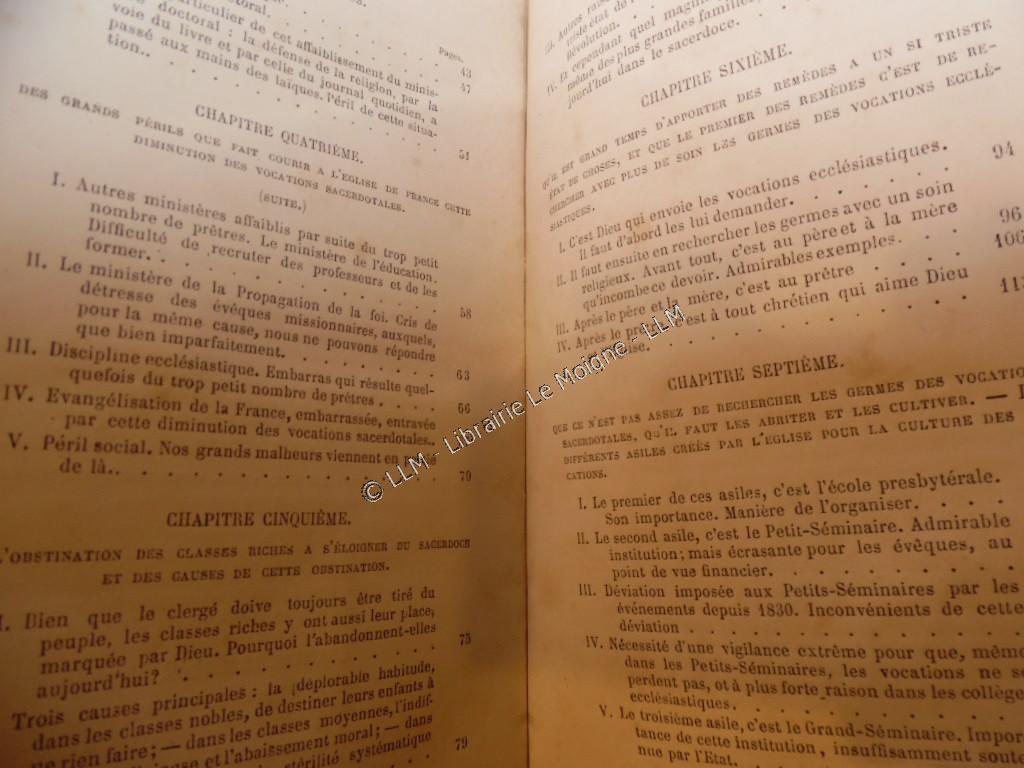 particulier de cet affaiblissement du minis-
doctoral : la défense de la religion, par la
voie du livre et par celle du journal quotidien, a
passé aux mains des laïques. Péril de cette situa-
tion..
pages.
43
47
51
CHAPITRE QUATRIÈME.
DES GRANDS PÉRILS QUE FAIT COURIR A L'EGLISE DE FRANCE CETTE
DIMINUTION DES VOCATIONS SACERDOTALES.
(SUITE.)
I. Autres ministères affaiblis par suite du trop petit
nombre de prêtres. Le ministère de l'éducation.
Difficulté de recruter des professeurs et de les
former. . . . . . . . . . . . 58
II. Le ministère de la Propagation de la foi. Cris de
détresse des évêques missionnaires, auxquels,
pour la même cause, nous ne pouvons répondre
que bien imparfaitement. . . . . . . . 63
III. Discipline ecclésiastique. Embarras qui résulte quel-
quefois du trop petit nombre de prêtres . . . . 66
IV. Evangélisation de la France, embarrassée, entravée
par cette diminution des vocations sacerdotales..
V. Péril social. Nos grands malheurs viennent en partie
de là.. . . . . . . . . . . . 70
CHAPITRE CINQUIÈME.
L'OBSTINATION DES CLASSES RICHES A S'ÉLOIGNER DU SACERDOCE
ET DES CAUSES DE CETTE OBSTINATION.
I. Bien que le clergé doive toujours être tiré du
peuple, les classes riches y ont aussi leur place,
marquée par Dieu. Pourquoi l'abandonnent-elles
aujourd'hui? . . . . . . . . . . 75
Trois causes principales : la déplorable habitude,
dans les classes nobles, de destiner leurs enfants à
ne rien faire; — dans les classes moyennes, l'indif-
et l'abaissement moral; — dans
stérilité systématique 79
III. Autres
triste état de
Révolution.
IV. Et cependant quel
même des plus grandes familles,
jourd'hui dans le sacerdoce.
CHAPITRE SIXIÈME.
QU'IL EST GRAND TEMPS D'APPORTER DES REMÈDES A UN SI TRISTE
ÉTAT DE CHOSES, ET QUE LE PREMIER DES REMÈDES C'EST DE RE-
CHERCHER AVEC PLUS DE SOIN LES GERMES DES VOCATIONS ECCLÉ-
SIASTIQUES.
I. C'est Dieu qui envoie les vocations ecclésiastiques.
Il faut d'abord les lui demander. . . . . . 94
II. Il faut ensuite en rechercher les germes avec un soin
religieux. Avant tout, c'est au père et à la mère
qu'incombe ce devoir. Admirables exemples. . . . 96
III. Après le père et la mère, c'est au prêtre . . . . 106
IV. Après le prêtre, c'est à tout chrétien qui aime Dieu
l'Eglise. . . . . . . . . 113
CHAPITRE SEPTIÈME.
QUE CE N'EST PAS ASSEZ DE RECHERCHER LES GERMES DES VOCATIO
SACERDOTALES, QU'IL FAUT LES ABRITER ET LES CULTIVER. —
DIFFÉRENTS ASILES CRÉÉS PAR L'EGLISE POUR LA CULTURE DES
CATIONS.
I. Le premier de ces asiles, c'est l'école presbytérale.
Son importance. Manière de l'organiser. . . .
II. Le second asile, c'est le Petit-Séminaire. Admirable
institution; mais écrasante pour les évêques, au
point de vue financier. . . . . . . . .
III. Déviation imposée aux Petits-Séminaires par les
événements depuis 1830. Inconvénients de cette
déviation . . . . . . . . . . .
IV. Nécessité d'une vigilance extrême pour que, mêm
dans les Petits-Séminaires, les vocations ne se
perdent pas, et à plus forte raison dans les collèg
ecclésiastiques. . . . . . . . . .
V. Le troisième asile, c'est le Grand-Séminaire. Impor
tance de cette institution, insuffisamment soute
nue par l'Etat. . . . . . . . . .
© LLM - Librairie Le Moigne - LLM